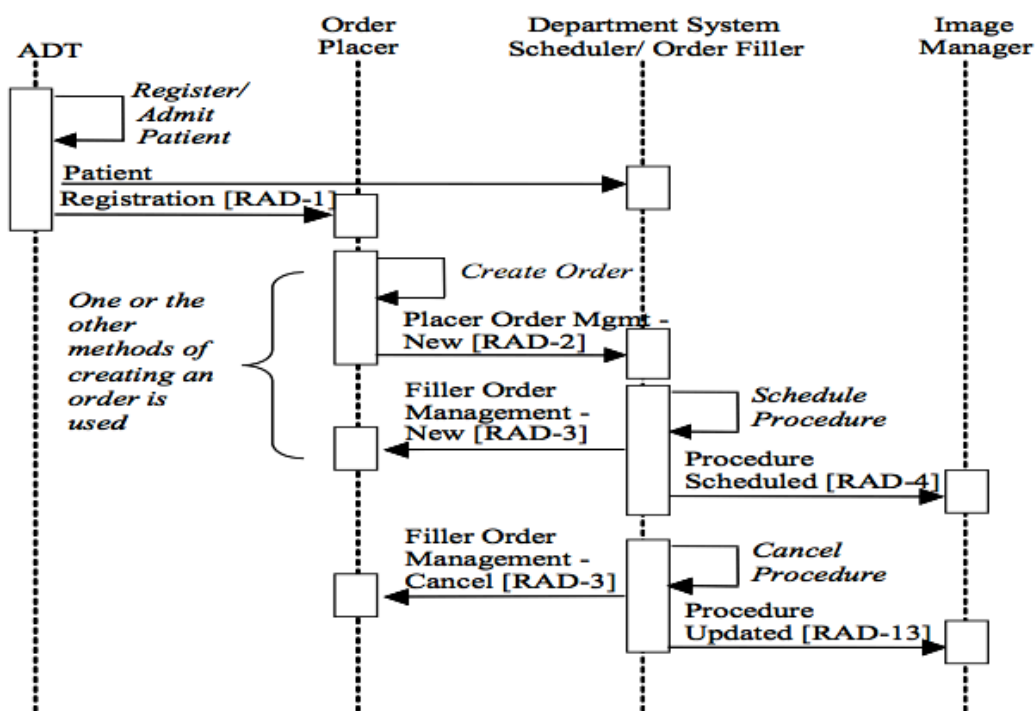 ADT
Order
Placer
Department System
Scheduler/ Order Filler
Image
Manager
Register/
Admit
Patient
Patient
Registration [RAD-1]
Create Order
One or the
other
methods of
creating an
order is
used
Placer Order Mgmt -
New [RAD-2]
Filler Order
Management -
New [RAD-3]
Schedule
Procedure
Procedure
Scheduled [RAD-4]
Filler Order
Management -
Cancel [RAD-3]
Cancel
Procedure
Procedure
Updated [RAD-13]